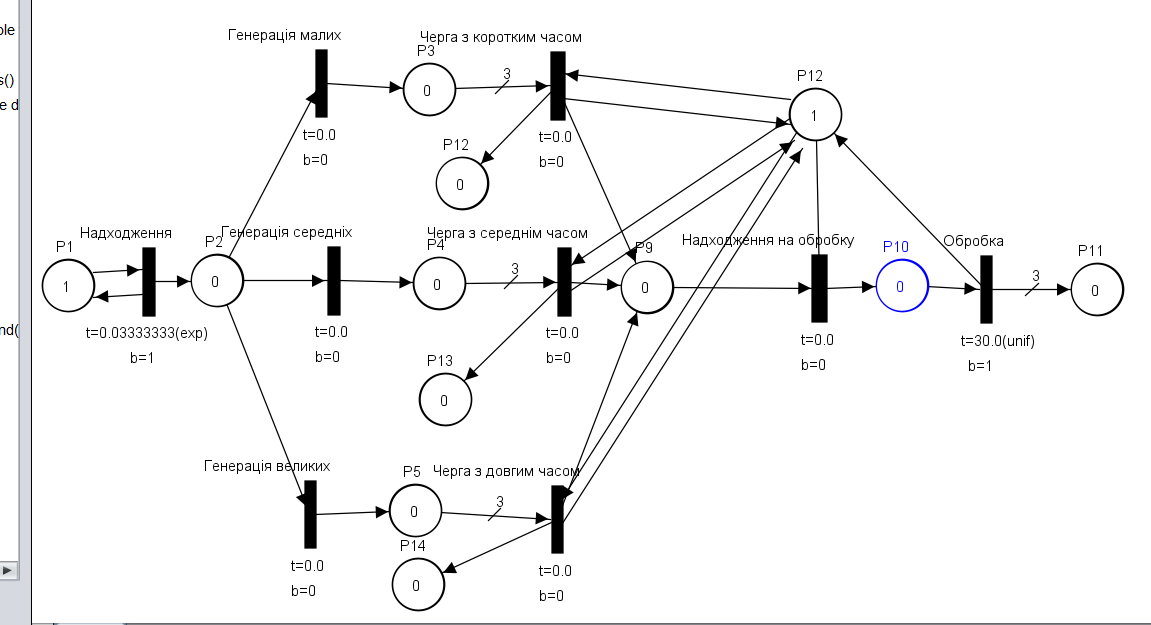 ble
s()
e d
nd(
Генерація малих
Черга з коротким часом
P3
0
3
t=0.0
b=0
t=0.0
b=0
P12
1
P12
0
Надходження
P1
1
t=0.03333333(exp)
b=1
P2
0
Генерація середніх
t=0.0
b=0
Черга з середнім часом
P4
0
3
t=0.0
b=0
P9
0
Надходження на обробку
t=0.0
b=0
P10
0
Обробка
t=30.0(unif)
b=1
3
P11
0
P13
0
Генерація великих
t=0.0
b=0
P5
0
Черга з довгим часом
3
t=0.0
b=0
P14
0